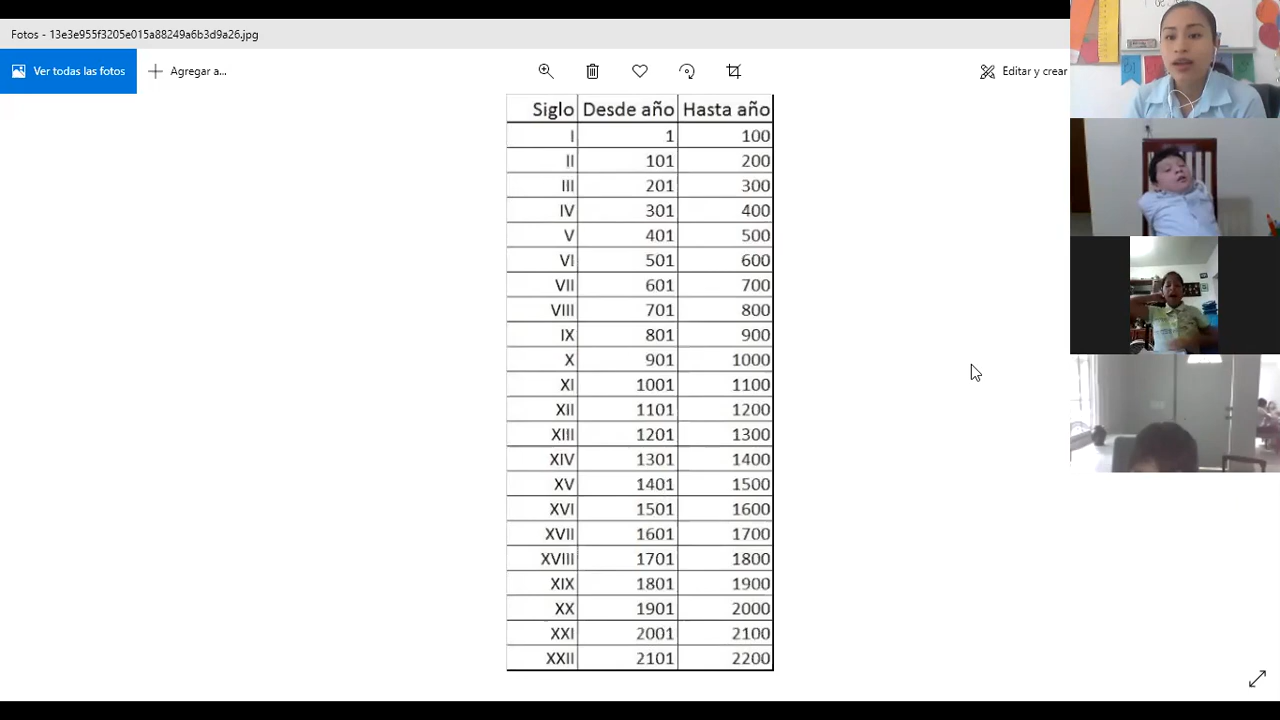 Fotos - 13e3e955f3205e015a88249a6b3d9a26.jpg
Ver todas las fotos
Agregar a...
Editar y crear
Siglo Desde año Hasta año
I 1 100
II 101 200
III 201 300
IV 301 400
V 401 500
VI 501 600
VII 601 700
VIII 701 800
IX 801 900
X 901 1000
XI 1001 1100
XII 1101 1200
XIII 1201 1300
XIV 1301 1400
XV 1401 1500
XVI 1501 1600
XVII 1601 1700
XVIII 1701 1800
XIX 1801 1900
XX 1901 2000
XXI 2001 2100
XXII 2101 2200